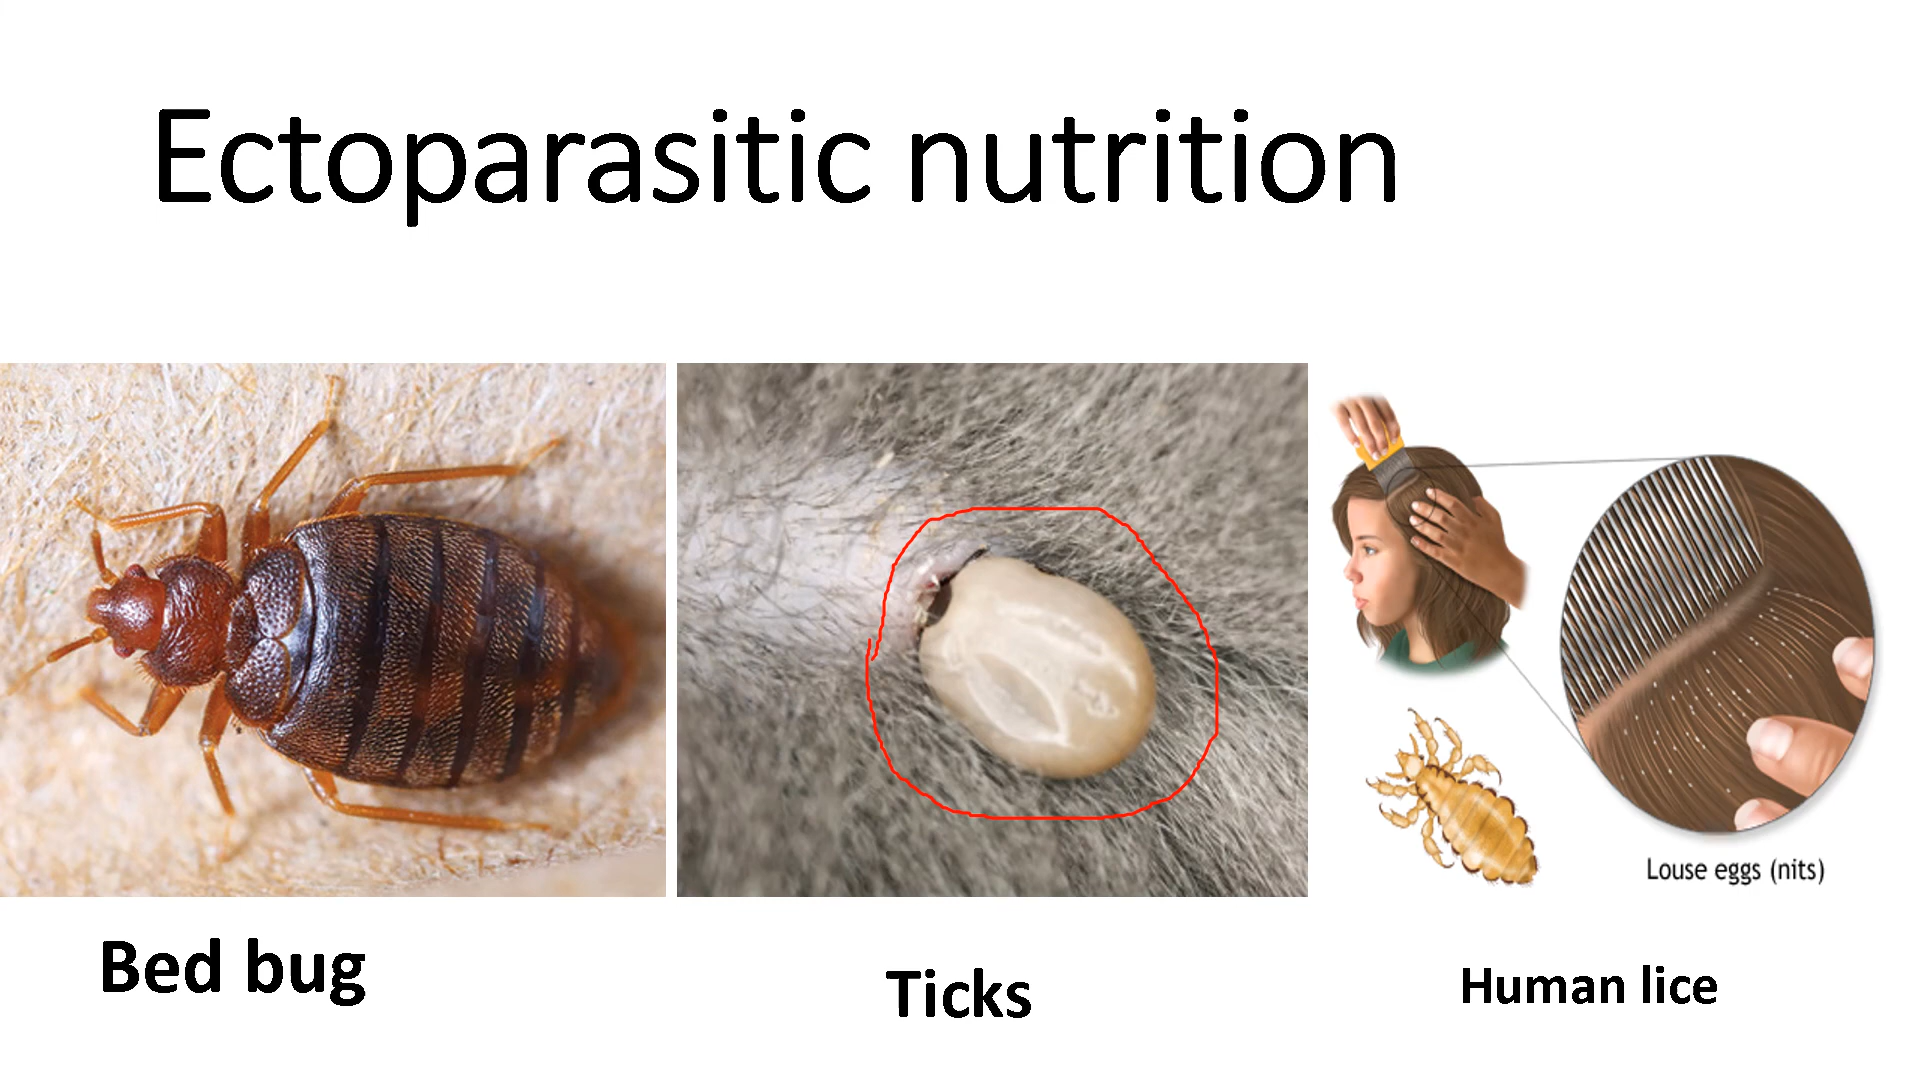 Ectoparasitic nutrition
Louse eggs (nits)
Bed bug
Ticks
Human lice